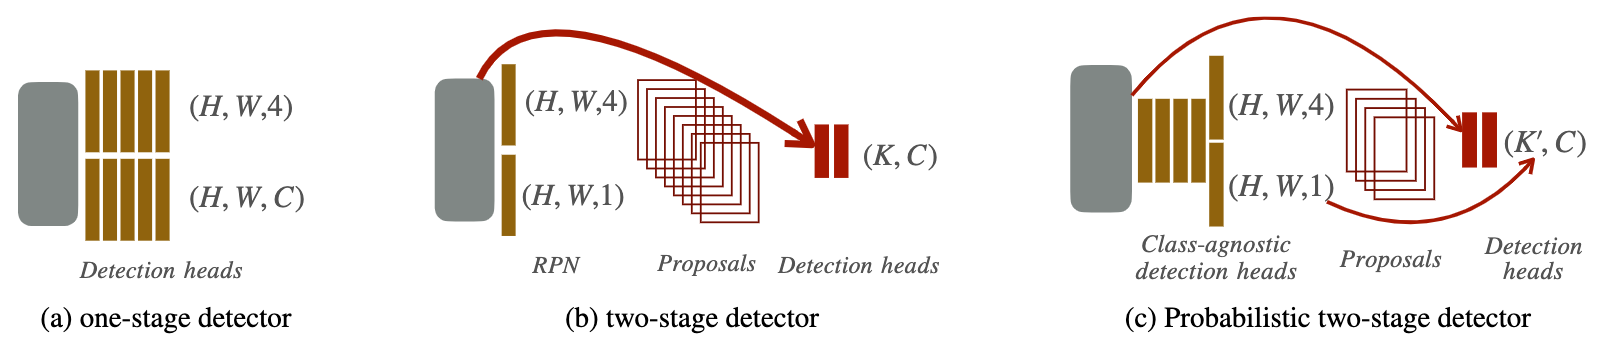 (H, W,4)
(H, W, C)
Detection heads
(a) one-stage detector
(H, W,4)
(H, W,1)
(K, C)
RPN
Proposals
Detection heads
(b) two-stage detector
(H, W,4)
(H, W,1)
(K′, C)
Class-agnostic
detection heads
Proposals
Detection
heads
(c) Probabilistic two-stage detector